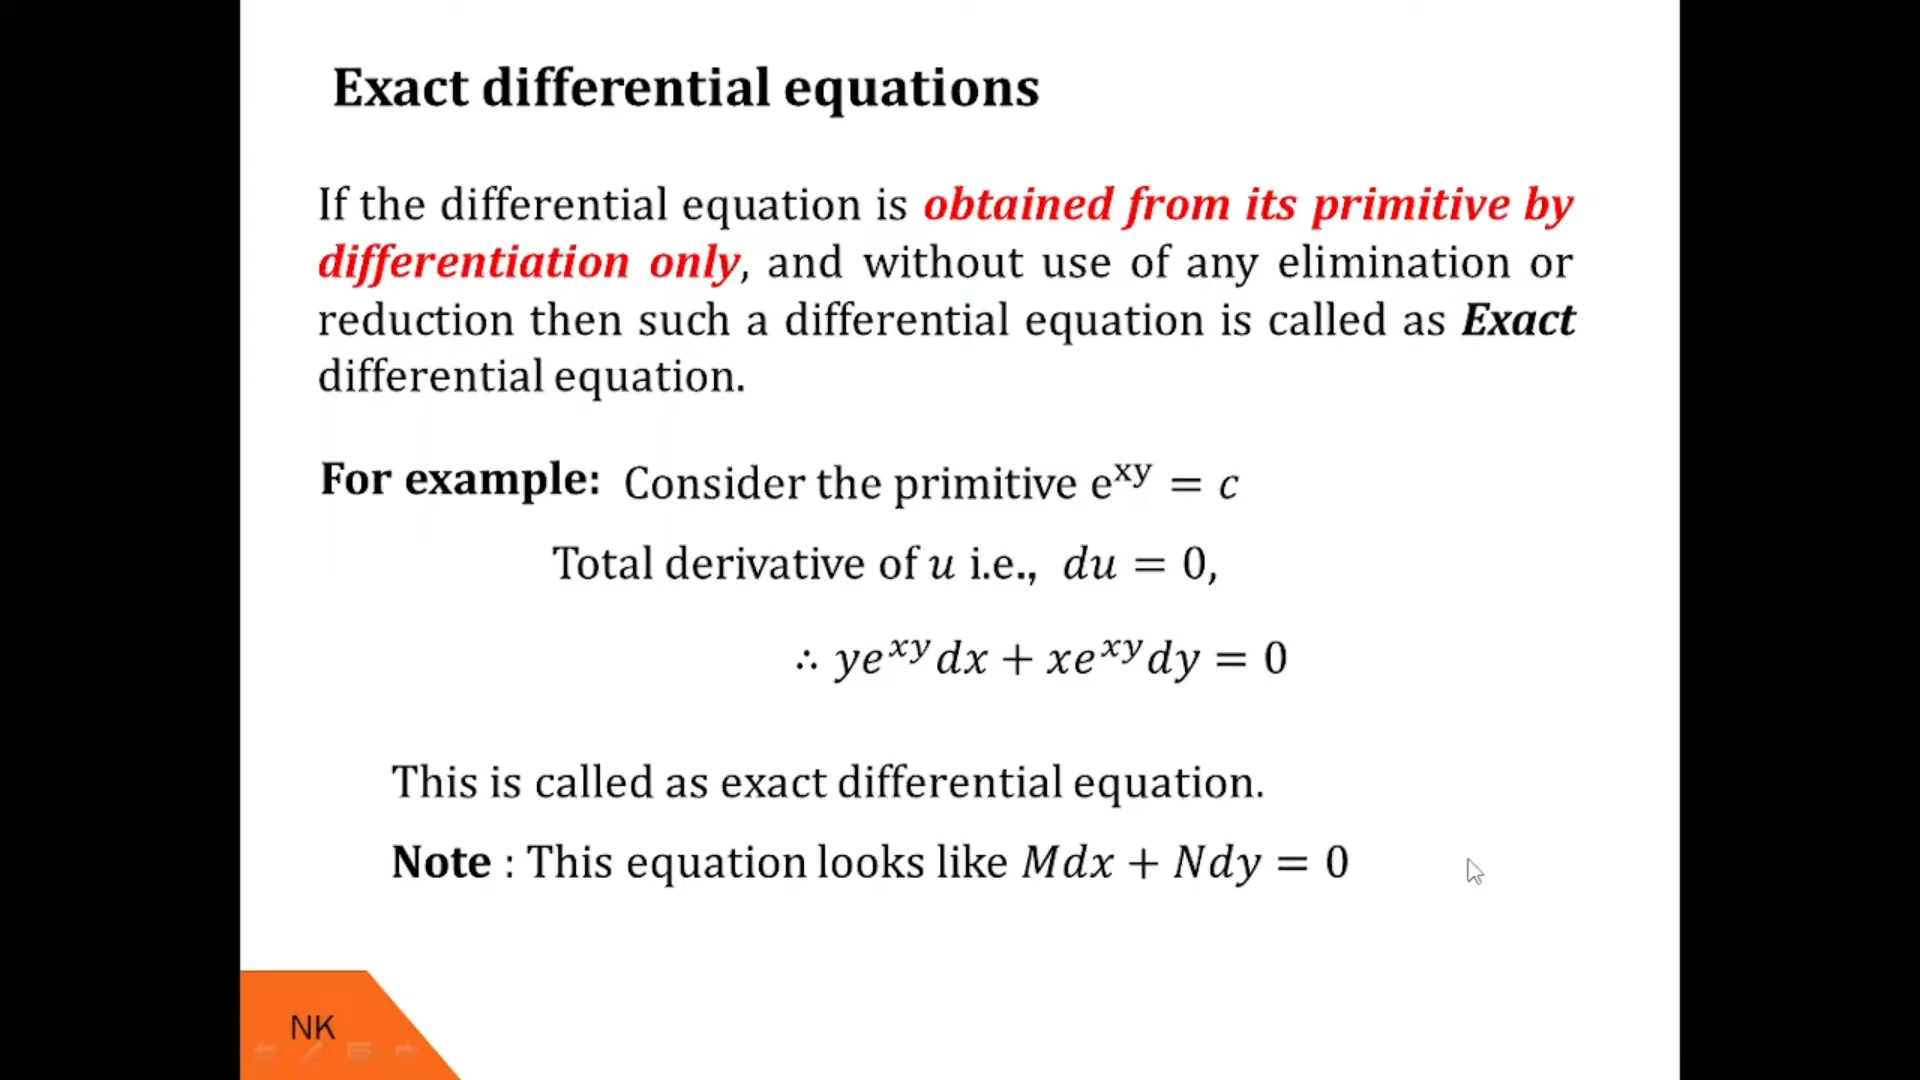 Exact differential equations
If the differential equation is obtained from its primitive by
differentiation only, and without use of any elimination or
reduction then such a differential equation is called as Exact
differential equation.
For example: Consider the primitive e^xy = c
Total derivative of u i.e., du = 0,
∴ ye^xy dx + xe^xy dy = 0
This is called as exact differential equation.
Note : This equation looks like Mdx + Ndy = 0
NK